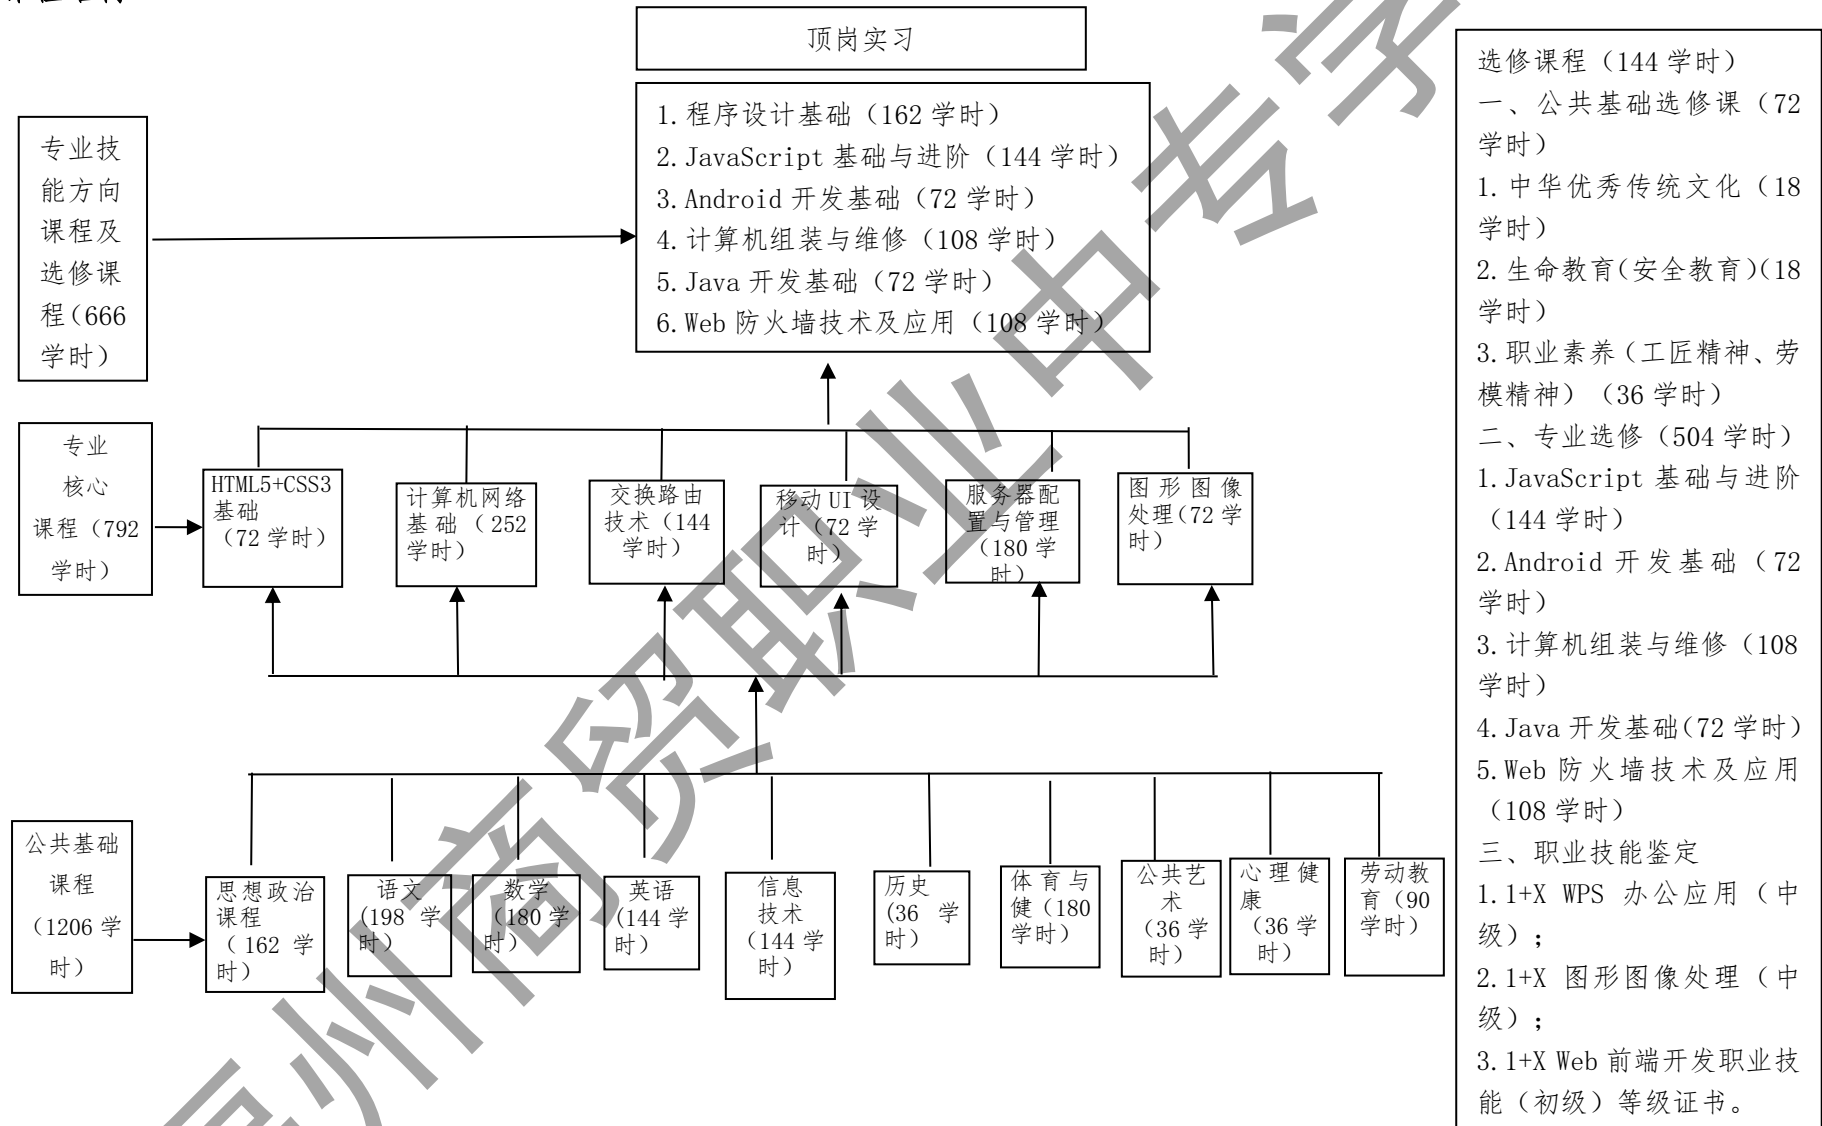 顶岗实习
专业技
能方向
课程及
选修课
程(666
学时)
1.程序设计基础（162 学时）
2.JavaScript 基础与进阶（144 学时）
3.Android 开发基础（72 学时）
4.计算机组装与维修（108 学时）
5.Java 开发基础（72 学时）
6.Web 防火墙技术及应用（108 学时）
专业
核心
课程（792
学时）
HTML5+CSS3
基础
（72 学时）
计算机网络
基础（252
学时）
交换路由
技术（144
学时）
移动 UI 设
计（72 学
时）
服务器配
置与管理
（180 学
时）
图形图像
处理(72 学
时）
公共基础
课程
（1206 学
时）
思想政治
课程
（162 学
时）
语文
(198 学
时）
数学
（180 学
时）
英语
(144 学
时）
信息
技术
（144 学
时）
历史
(36 学
时）
体育与
健（180
学时）
公共艺
术
（36 学
时）
心理健
康
（36 学
时）
劳动教
育（90
学时）
选修课程（144 学时）
一、公共基础选修课（72
学时）
1.中华优秀传统文化（18
学时）
2.生命教育(安全教育)(18
学时）
3.职业素养（工匠精神、劳
模精神）（36 学时）
二、专业选修（504 学时）
1.JavaScript 基础与进阶
（144 学时）
2.Android 开发基础（72
学时）
3.计算机组装与维修（108
学时）
4.Java 开发基础(72 学时）
5.Web 防火墙技术及应用
（108 学时）
三、职业技能鉴定
1.1+X WPS 办公应用（中
级）；
2.1+X 图形图像处理（中
级）；
3.1+X Web 前端开发职业技
能（初级）等级证书。
州商贸职业中专学